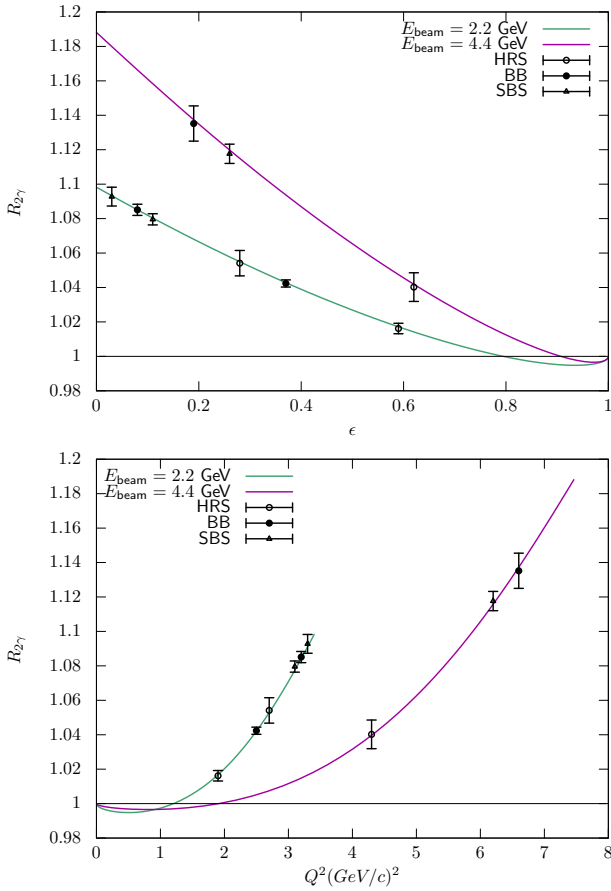 1.2
1.18
1.16
1.14
1.12
1.1
1.08
1.06
1.04
1.02
1
0.98
R₂γ
E_beam = 2.2 GeV
E_beam = 4.4 GeV
HRS
BB
SBS
0 0.2 0.4 0.6 0.8 1
ϵ
1.2
1.18
1.16
1.14
1.12
1.1
1.08
1.06
1.04
1.02
1
0.98
R₂γ
E_beam = 2.2 GeV
E_beam = 4.4 GeV
HRS
BB
SBS
0 1 2 3 4 5 6 7 8
Q²(GeV/c)²